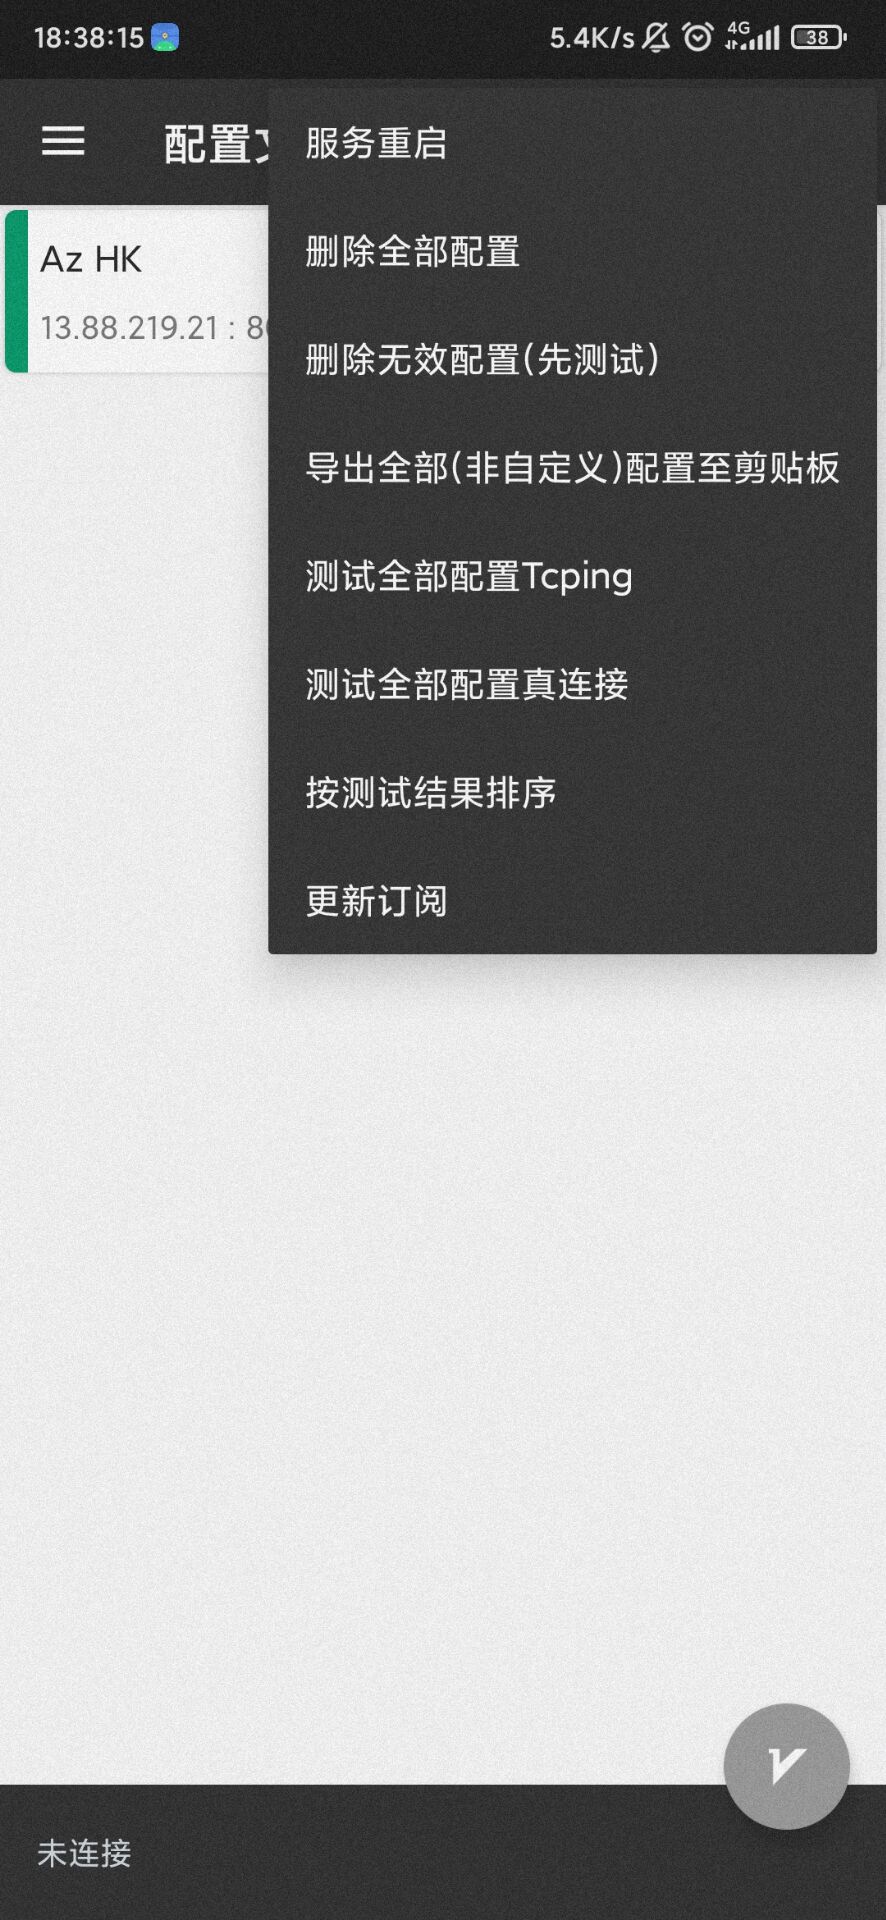 18:38:15 5.4K/s 4G 38
配置
服务重启
Az HK
13.88.219.21 : 8
删除全部配置
删除无效配置(先测试)
导出全部(非自定义)配置至剪贴板
测试全部配置Tcping
测试全部配置真连接
按测试结果排序
更新订阅
未连接